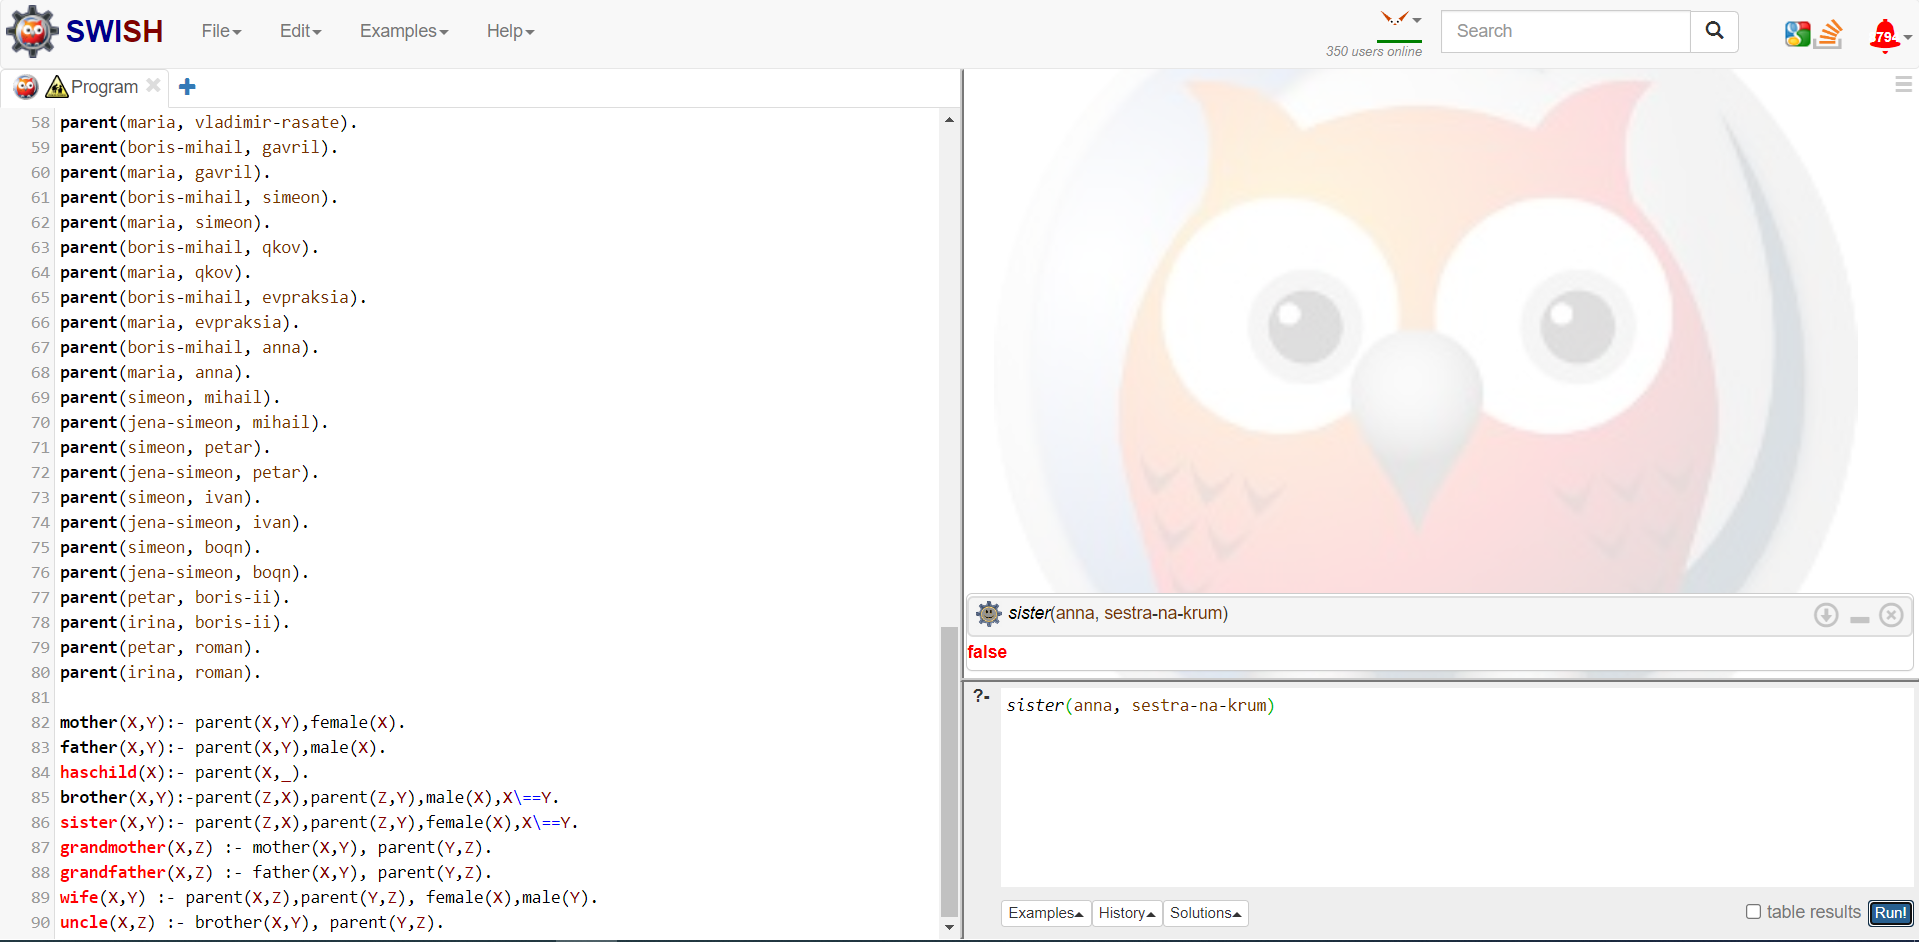 SWISH File Edit Examples Help 350 users online Search 794
Program
58 parent(maria, vladimir-rasate).
59 parent(boris-mihail, gavril).
60 parent(maria, gavril).
61 parent(boris-mihail, simeon).
62 parent(maria, simeon).
63 parent(boris-mihail, qkov).
64 parent(maria, qkov).
65 parent(boris-mihail, evpraksia).
66 parent(maria, evpraksia).
67 parent(boris-mihail, anna).
68 parent(maria, anna).
69 parent(simeon, mihail).
70 parent(jena-simeon, mihail).
71 parent(simeon, petar).
72 parent(jena-simeon, petar).
73 parent(simeon, ivan).
74 parent(jena-simeon, ivan).
75 parent(simeon, boqn).
76 parent(jena-simeon, boqn).
77 parent(petar, boris-ii).
78 parent(irina, boris-ii).
79 parent(petar, roman).
80 parent(irina, roman).
81
82 mother(X,Y):- parent(X,Y),female(X).
83 father(X,Y):- parent(X,Y),male(X).
84 haschild(X):- parent(X,_).
85 brother(X,Y):-parent(Z,X),parent(Z,Y),male(X),X\==Y.
86 sister(X,Y):- parent(Z,X),parent(Z,Y),female(X),X\==Y.
87 grandmother(X,Z) :- mother(X,Y), parent(Y,Z).
88 grandfather(X,Z) :- father(X,Y), parent(Y,Z).
89 wife(X,Y) :- parent(X,Z),parent(Y,Z), female(X),male(Y).
90 uncle(X,Z) :- brother(X,Y), parent(Y,Z).
sister(anna, sestra-na-krum)
false
?- sister(anna, sestra-na-krum)
Examples History Solutions table results Run!